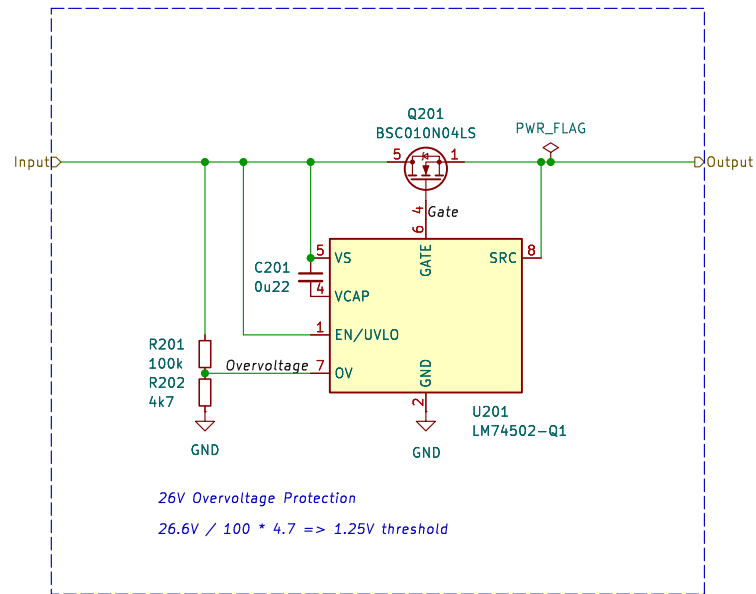 Q201
BSC010N04LS
PWR_FLAG
Input
5
1
Output
4
Gate
6
5
VS
GATE
SRC
8
C201
0u22
4
VCAP
1
EN/UVLO
R201
100k
Overvoltage
7
OV
GND
R202
4k7
2
U201
LM74502-Q1
GND
GND
26V Overvoltage Protection
26.6V / 100 * 4.7 => 1.25V threshold